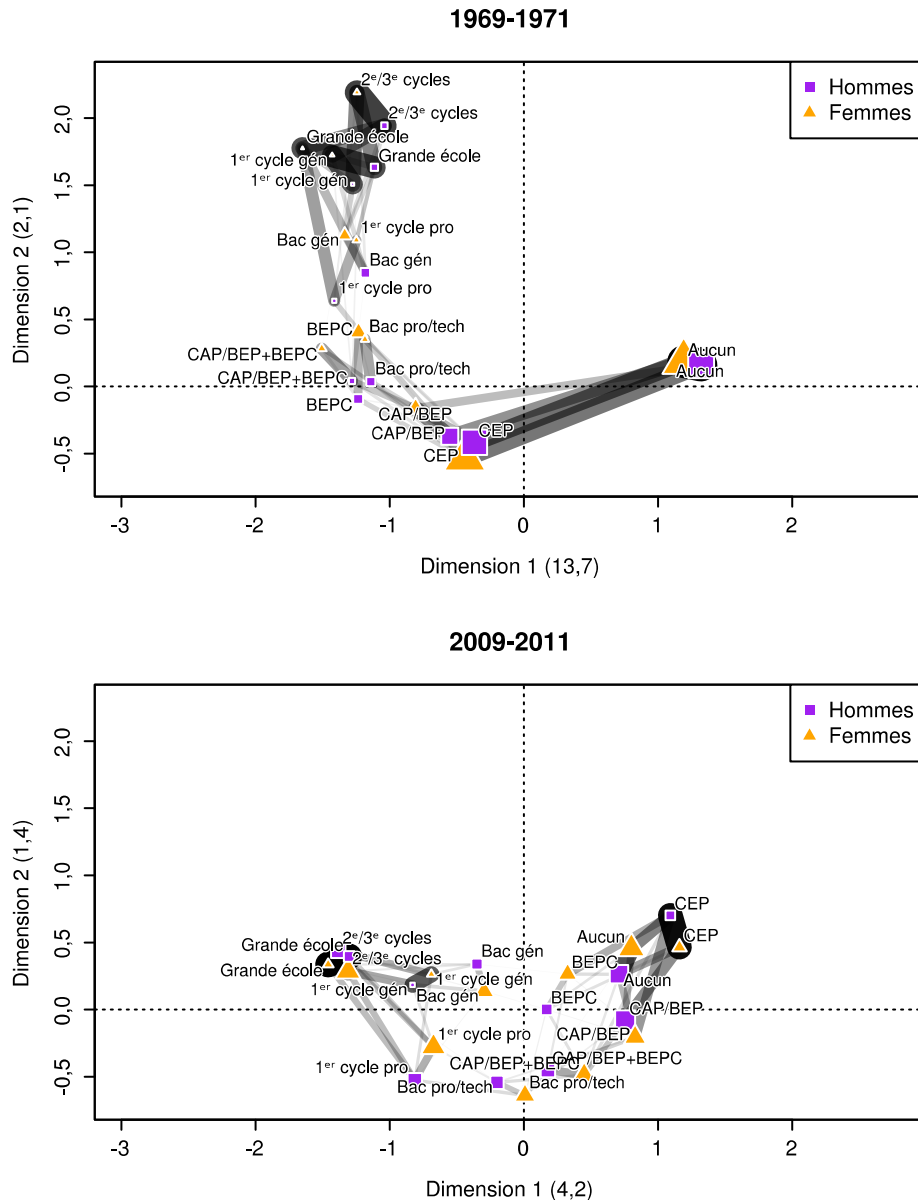 1969-1971
Hommes
Femmes
2e/3e cycles
2e/3e cycles
Grande école
1er cycle gén
Grande école
1er cycle gén
1er cycle pro
Bac gén
Bac gén
1er cycle pro
BEPC
Bac pro/tech
CAP/BEP+BEPC
Aucun
CAP/BEP+BEPC
Bac pro/tech
Aucun
BEPC
CAP/BEP
CAP/BEP
CEP
CEP
2,0
1,5
1,0
0,5
0,0
-0,5
Dimension 2 (2,1)
-3 -2 -1 0 1 2
Dimension 1 (13,7)
2009-2011
Hommes
Femmes
CEP
2e/3e cycles
Grande école
Aucun
CEP
Bac gén
2e/3e cycles
BEPC
Grande école
1er cycle gén
Aucun
1er cycle gén
Bac gén
BEPC
CAP/BEP
1er cycle pro
CAP/BEP
1er cycle pro
CAP/BEP+BEPC
CAP/BEP+BEPC
Bac pro/tech
Bac pro/tech
2,0
1,5
1,0
0,5
0,0
-0,5
Dimension 2 (1,4)
-3 -2 -1 0 1 2
Dimension 1 (4,2)